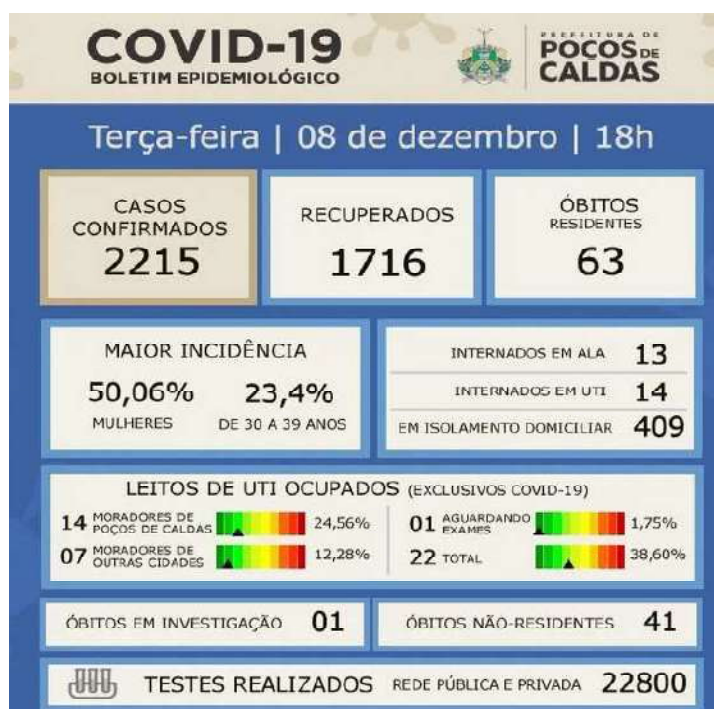 COVID-19
BOLETIM EPIDEMIOLÓGICO
PREFEITURA DE
POÇOS DE
CALDAS
Terça-feira | 08 de dezembro | 18h
CASOS
CONFIRMADOS
2215
RECUPERADOS
1716
ÓBITOS
RESIDENTES
63
MAIOR INCIDÊNCIA
50,06%
MULHERES
23,4%
DE 30 A 39 ANOS
INTERNADOS EM ALA 13
INTERNADOS EM UTI 14
EM ISOLAMENTO DOMICILIAR 409
LEITOS DE UTI OCUPADOS (EXCLUSIVOS COVID-19)
14 MORADORES DE
POÇOS DE CALDAS 24,56%
07 MORADORES DE
OUTRAS CIDADES 12,28%
01 AGUARDANDO
EXAMES 1,75%
22 TOTAL 38,60%
ÓBITOS EM INVESTIGAÇÃO 01
ÓBITOS NÃO-RESIDENTES 41
TESTES REALIZADOS REDE PÚBLICA E PRIVADA 22800